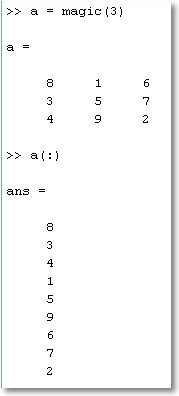 >> a = magic(3)
a =
8 1 6
3 5 7
4 9 2
>> a(:)
ans =
8
3
4
1
5
9
6
7
2